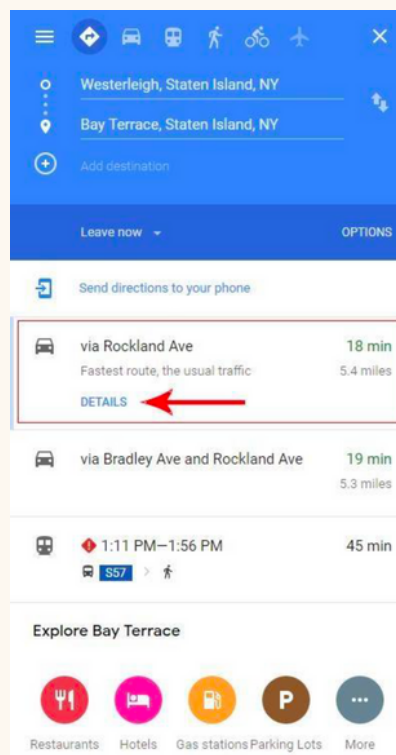 Westerleigh, Staten Island, NY
Bay Terrace, Staten Island, NY
Add destination
Leave now OPTIONS
Send directions to your phone
via Rockland Ave 18 min
Fastest route, the usual traffic 5.4 miles
DETAILS
via Bradley Ave and Rockland Ave 19 min
5.3 miles
1:11 PM—1:56 PM 45 min
S57
Explore Bay Terrace
P
Restaurants Hotels Gas stations Parking Lots More